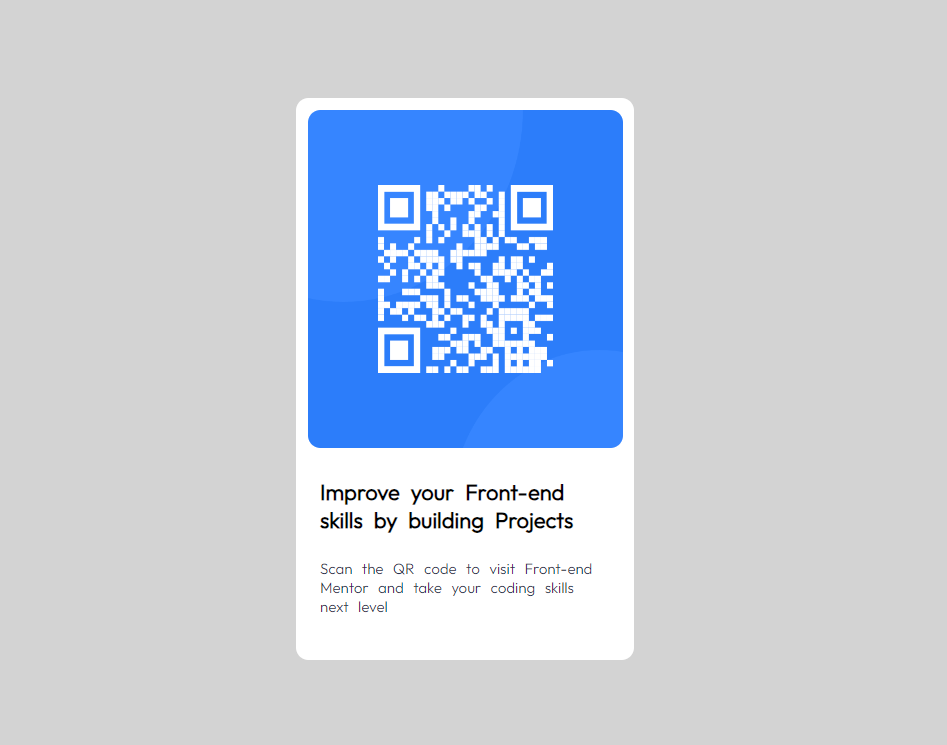 Improve your Front-end
skills by building Projects
Scan the QR code to visit Front-end
Mentor and take your coding skills
next level